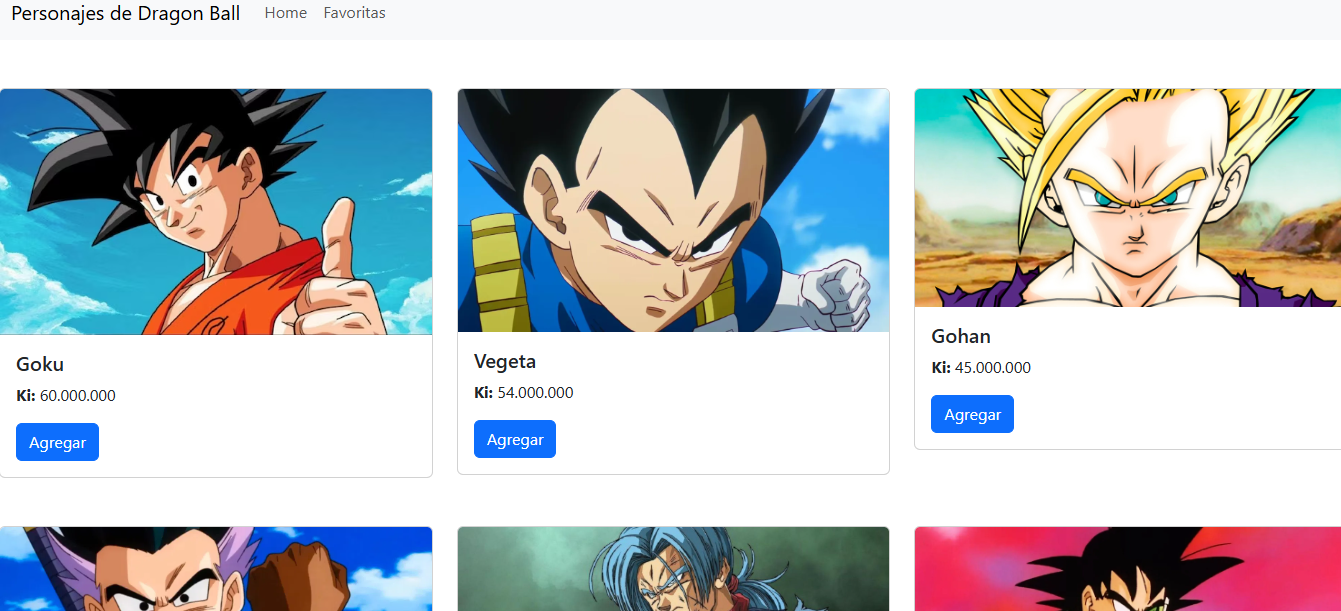 Personajes de Dragon Ball Home Favoritas
Goku
Ki: 60.000.000
Agregar
Vegeta
Ki: 54.000.000
Agregar
Gohan
Ki: 45.000.000
Agregar